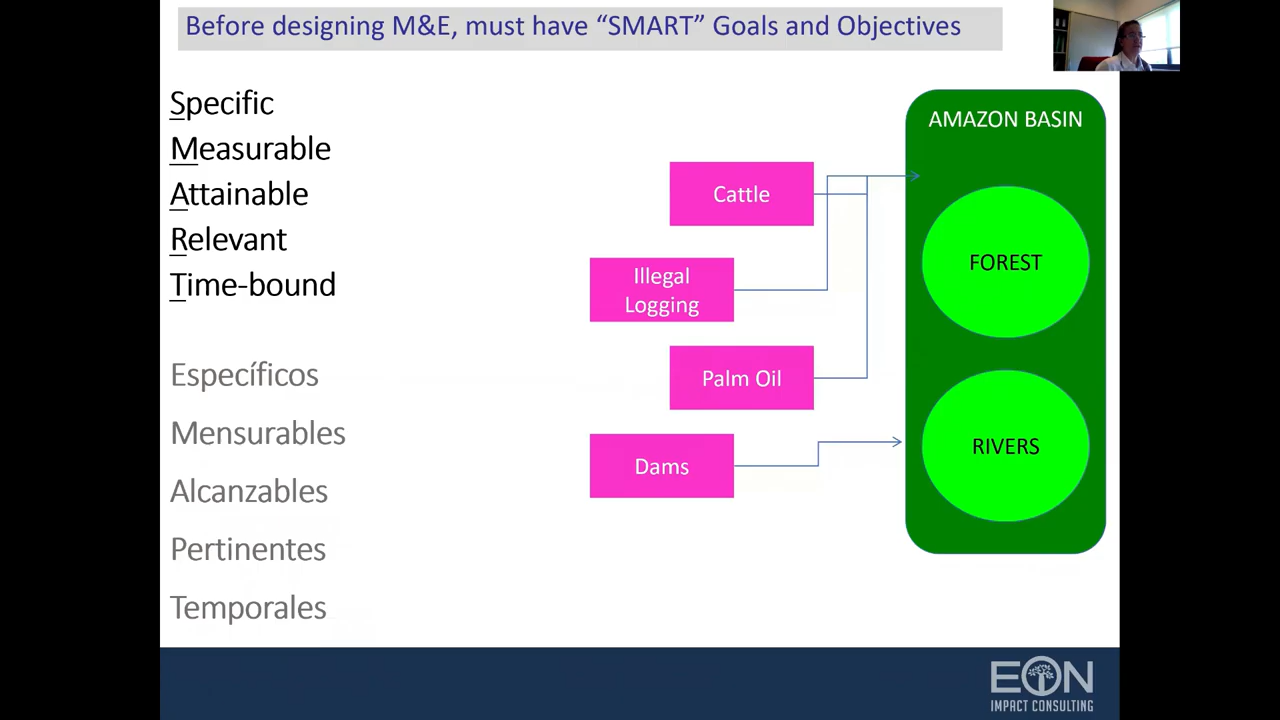 Before designing M&E, must have “SMART” Goals and Objectives
Specific
Measurable
Attainable
Relevant
Time-bound
Específicos
Mensurables
Alcanzables
Pertinentes
Temporales
Cattle
Illegal
Logging
Palm Oil
Dams
AMAZON BASIN
FOREST
RIVERS
EON
IMPACT CONSULTING